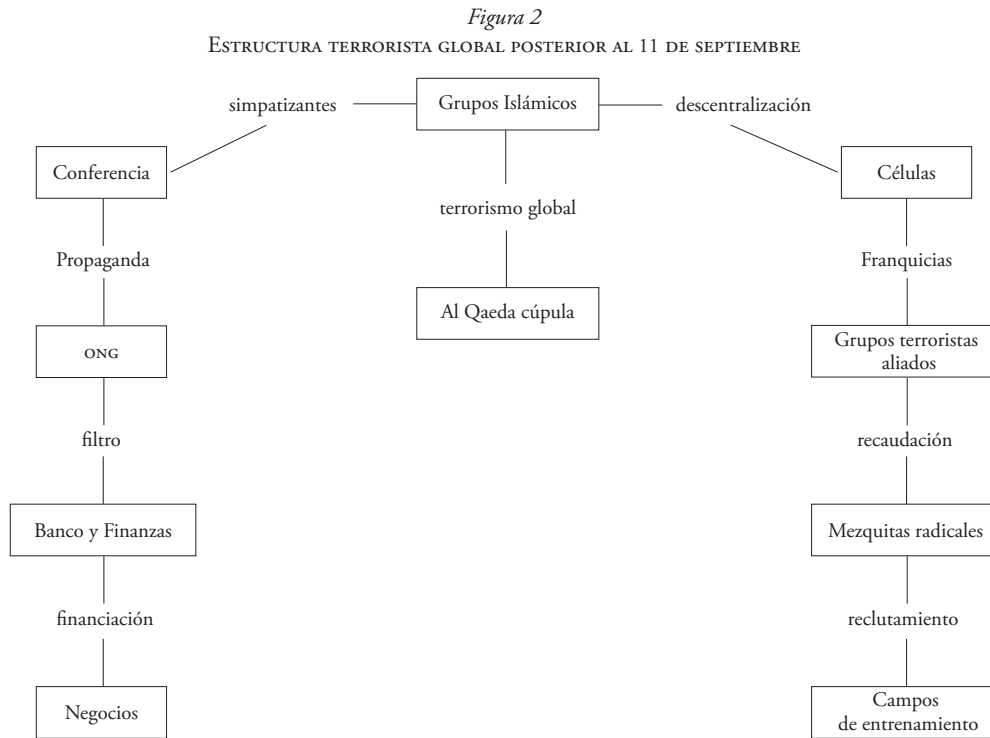 Figura 2
Estructura terrorista global posterior al 11 de septiembre
simpatizantes
Grupos Islámicos
descentralización
Conferencia
Células
terrorismo global
Propaganda
Franquicias
Al Qaeda cúpula
ONG
Grupos terroristas
aliados
filtro
recaudación
Banco y Finanzas
Mezquitas radicales
financiación
reclutamiento
Negocios
Campos
de entrenamiento